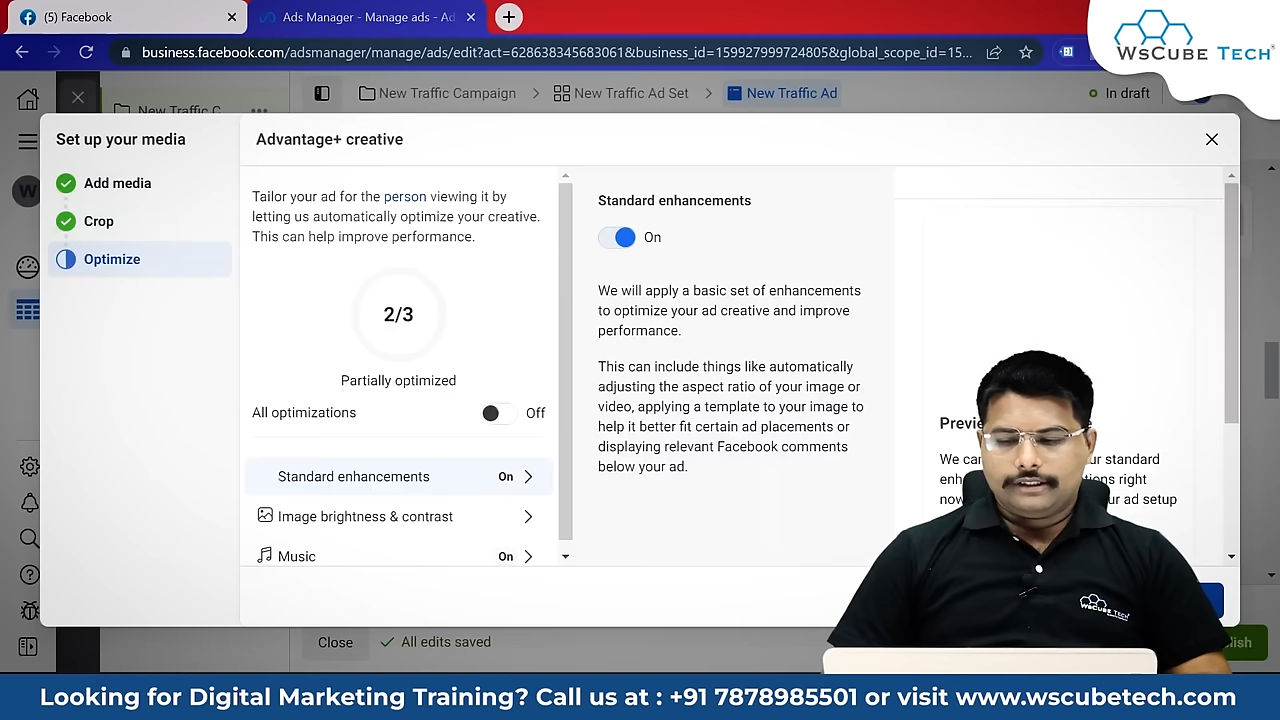 (5) Facebook
Ads Manager - Manage ads - Ad
business.facebook.com/adsmanager/manage/ads/edit?act=628638345683061&business_id=159927999724805&global_scope_id=15...
WsCube Tech
New Traffic C
New Traffic Campaign
New Traffic Ad Set
New Traffic Ad
In draft
Set up your media
Add media
Crop
Optimize
Advantage+ creative
Tailor your ad for the person viewing it by
letting us automatically optimize your creative.
This can help improve performance.
2/3
Partially optimized
All optimizations
Off
Standard enhancements
On
Image brightness & contrast
Music
On
Standard enhancements
On
We will apply a basic set of enhancements
to optimize your ad creative and improve
performance.
This can include things like automatically
adjusting the aspect ratio of your image or
video, applying a template to your image to
help it better fit certain ad placements or
displaying relevant Facebook comments
below your ad.
We can
standard
right
now
ad setup
WsCube Tech
Close
All edits saved
Looking for Digital Marketing Training? Call us at : +91 7878985501 or visit www.wscubetech.com